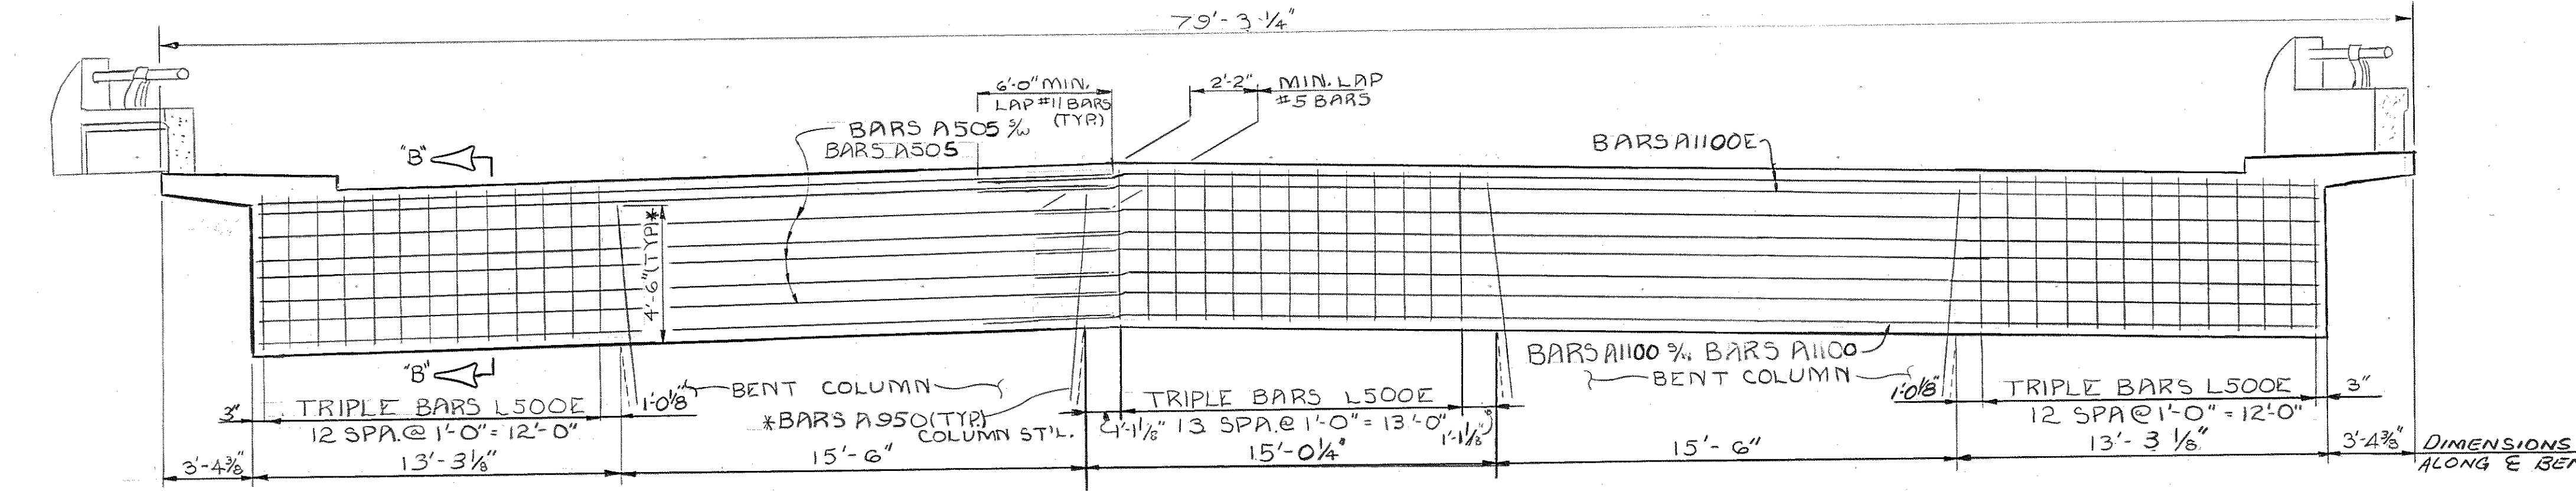 79'-3 1/4"
6'-0" MIN.
LAP #11 BARS
(TYP.)
2'-2" MIN. LAP
#5 BARS
BARS A505 S/W
BARS A505
BARS A1100E
"B"
4'-6" (TYP) *
"B"
BARS A1100 S/W BARS A1100
BENT COLUMN
BENT COLUMN
*BARS A950 (TYP.)
COLUMN ST'L.
3"
TRIPLE BARS L500E
12 SPA. @ 1'-0" = 12'-0"
1'-0 1/8"
1'-1 1/8"
TRIPLE BARS L500E
13 SPA. @ 1'-0" = 13'-0"
1'-1 1/8"
1'-0 1/8"
TRIPLE BARS L500E
12 SPA @ 1'-0" = 12'-0"
3"
3'-4 3/8"
13'-3 1/8"
15'-6"
15'-0 1/4"
15'-6"
13'-3 1/8"
3'-4 3/8"
DIMENSIONS
ALONG ℄ BEN